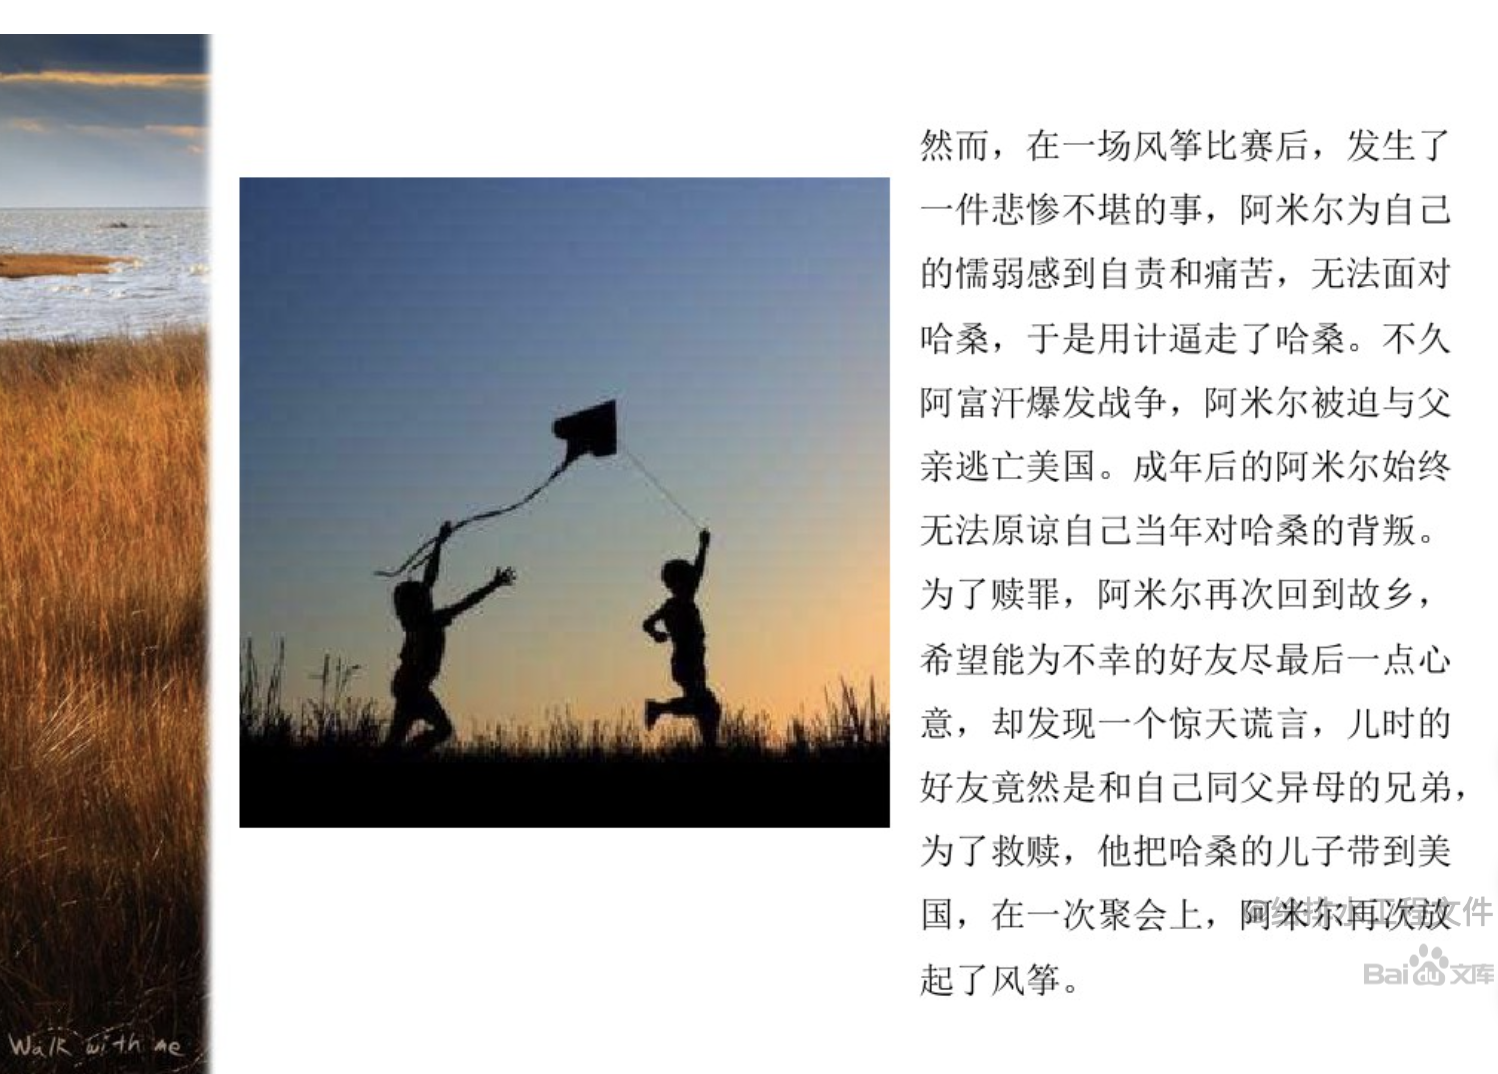 然而，在一场风筝比赛后，发生了
一件悲惨不堪的事，阿米尔为自己
的懦弱感到自责和痛苦，无法面对
哈桑，于是用计逼走了哈桑。不久
阿富汗爆发战争，阿米尔被迫与父
亲逃亡美国。成年后的阿米尔始终
无法原谅自己当年对哈桑的背叛。
为了赎罪，阿米尔再次回到故乡，
希望能为不幸的好友尽最后一点心
意，却发现一个惊天谎言，儿时的
好友竟然是和自己同父异母的兄弟，
为了救赎，他把哈桑的儿子带到美
国，在一次聚会上，阿米尔再次放
起了风筝。
@给排水工程文件
Baidu文库
Walk with me